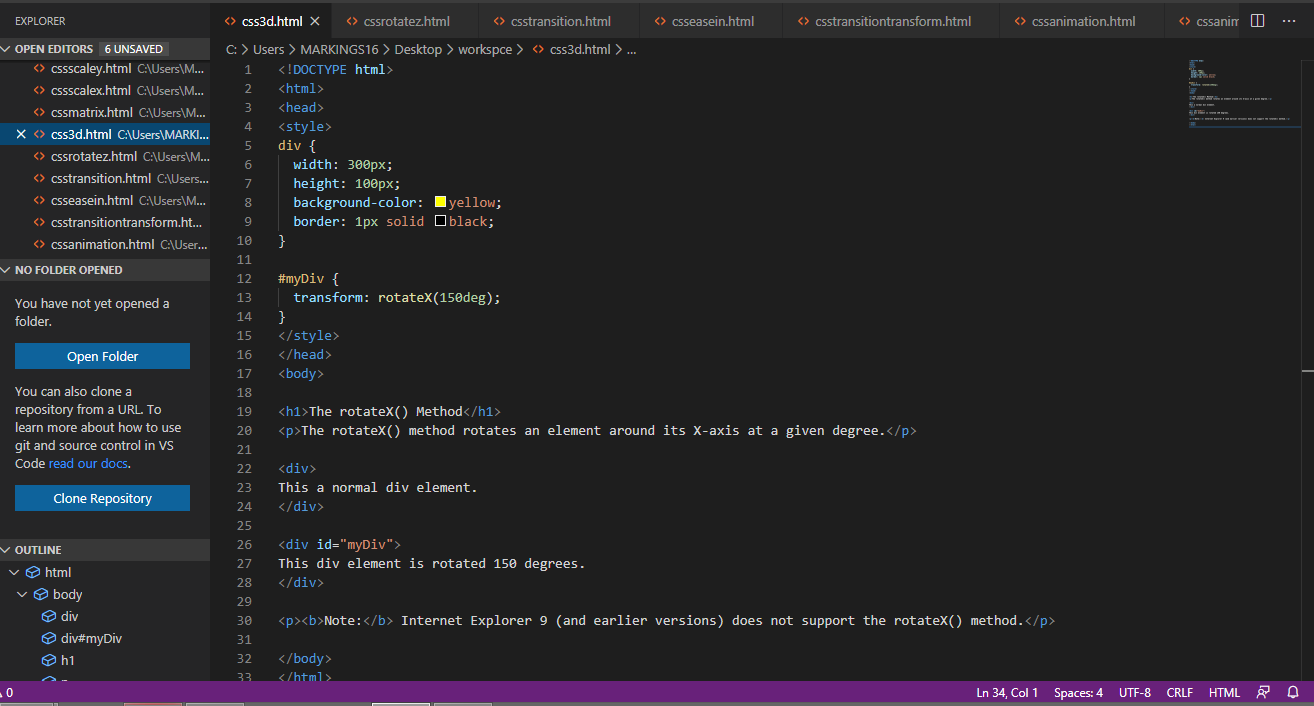 EXPLORER
OPEN EDITORS 6 UNSAVED
cssscaley.html C:\Users\M...
cssscalex.html C:\Users\M...
cssmatrix.html C:\Users\M...
css3d.html C:\Users\MARKI...
cssrotatez.html C:\Users\M...
csstransition.html C:\Users...
csseasein.html C:\Users\M...
csstransitiontransform.ht...
cssanimation.html C:\User...
NO FOLDER OPENED
You have not yet opened a
folder.
Open Folder
You can also clone a
repository from a URL. To
learn more about how to use
git and source control in VS
Code read our docs.
Clone Repository
OUTLINE
html
body
div
div#myDiv
h1
css3d.html cssrotatez.html csstransition.html csseasein.html csstransitiontransform.html cssanimation.html cssanim
C: > Users > MARKINGS16 > Desktop > workspce > css3d.html > ...
1 <!DOCTYPE html>
2 <html>
3 <head>
4 <style>
5 div {
6 width: 300px;
7 height: 100px;
8 background-color: yellow;
9 border: 1px solid black;
10 }
11
12 #myDiv {
13 transform: rotateX(150deg);
14 }
15 </style>
16 </head>
17 <body>
18
19 <h1>The rotateX() Method</h1>
20 <p>The rotateX() method rotates an element around its X-axis at a given degree.</p>
21
22 <div>
23 This a normal div element.
24 </div>
25
26 <div id="myDiv">
27 This div element is rotated 150 degrees.
28 </div>
29
30 <p><b>Note:</b> Internet Explorer 9 (and earlier versions) does not support the rotateX() method.</p>
31
32 </body>
33 </html>
0 Ln 34, Col 1 Spaces: 4 UTF-8 CRLF HTML